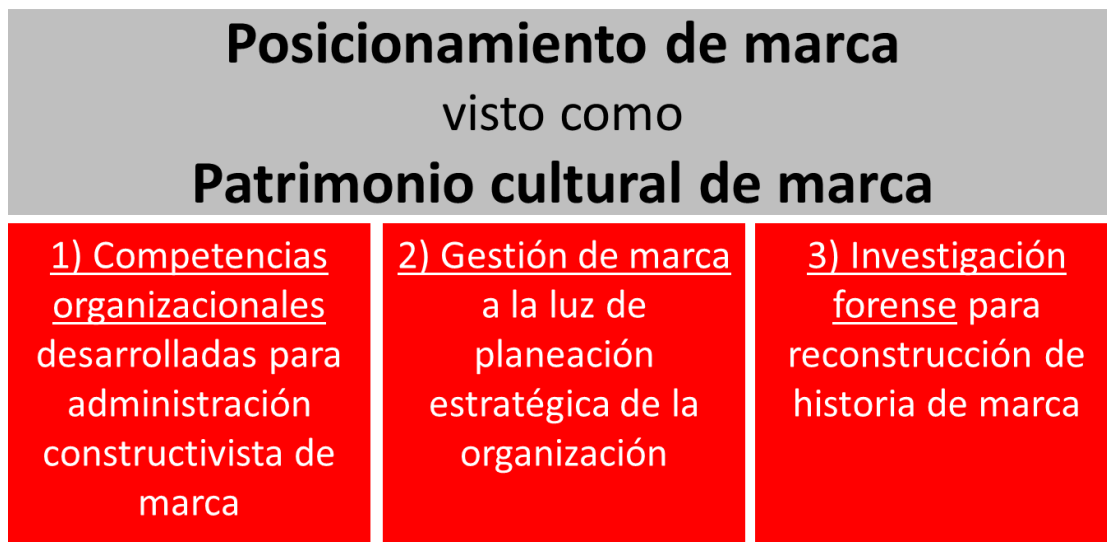 Posicionamiento de marca
visto como
Patrimonio cultural de marca
1) Competencias
organizacionales
desarrolladas para
administración
constructivista de
marca
2) Gestión de marca
a la luz de
planeación
estratégica de la
organización
3) Investigación
forense para
reconstrucción de
historia de marca